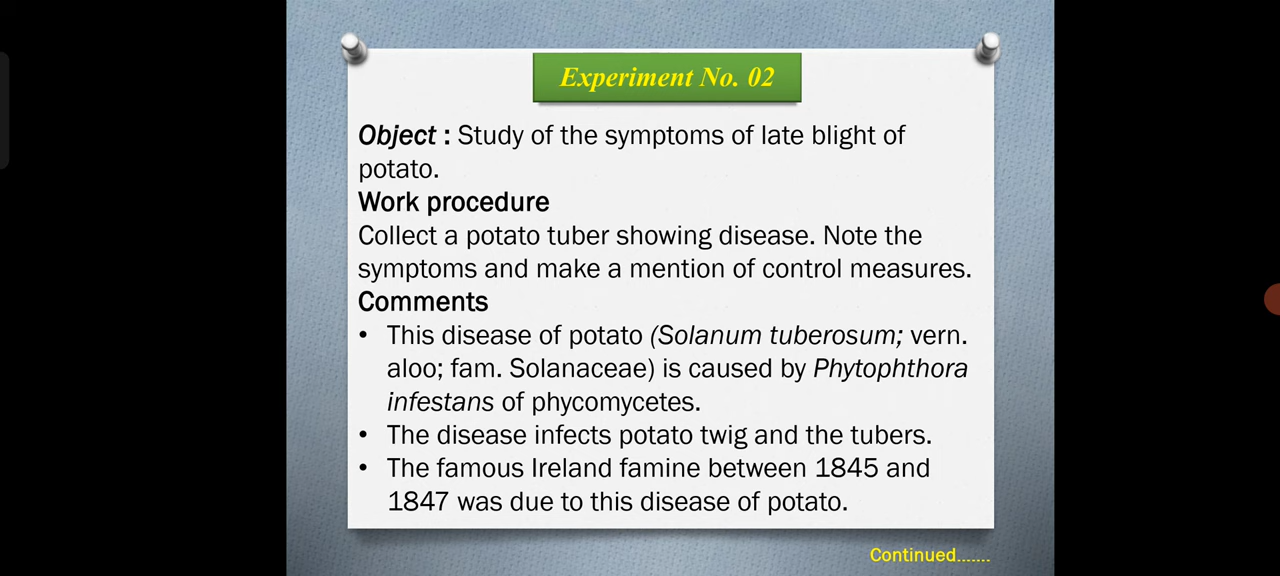 Experiment No. 02
Object : Study of the symptoms of late blight of
potato.
Work procedure
Collect a potato tuber showing disease. Note the
symptoms and make a mention of control measures.
Comments
• This disease of potato (Solanum tuberosum; vern.
aloo; fam. Solanaceae) is caused by Phytophthora
infestans of phycomycetes.
• The disease infects potato twig and the tubers.
• The famous Ireland famine between 1845 and
1847 was due to this disease of potato.
Continued.......